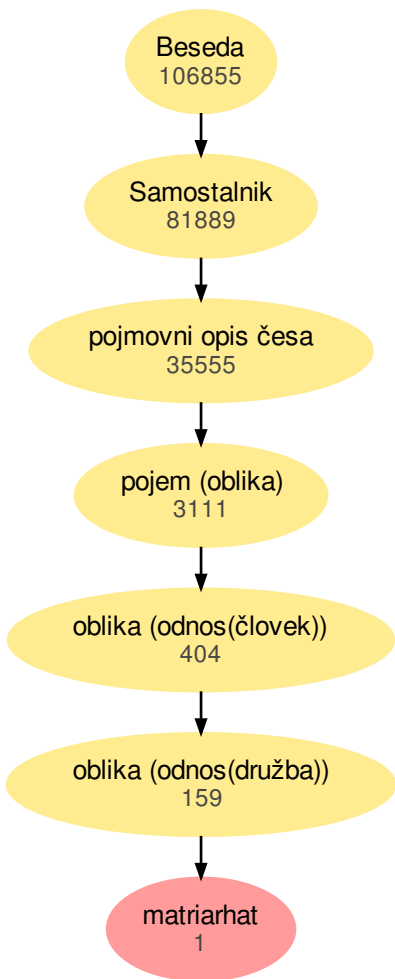 Beseda
106855
Samostalnik
81889
pojmovni opis česa
35555
pojem (oblika)
3111
oblika (odnos(človek))
404
oblika (odnos(družba))
159
matriarhat
1